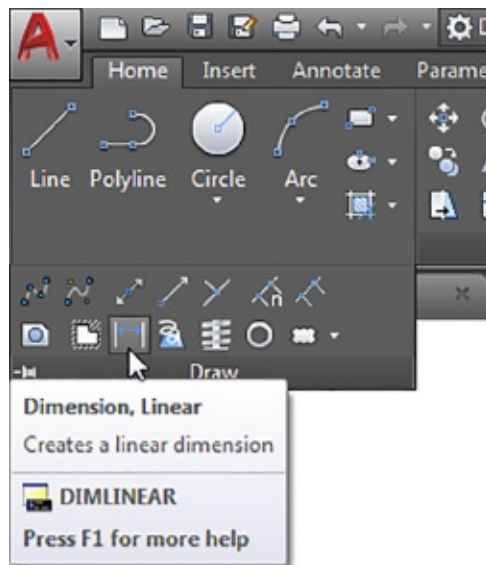 Home Insert Annotate Parame
Line Polyline Circle Arc
Draw
Dimension, Linear
Creates a linear dimension
DIMLINEAR
Press F1 for more help